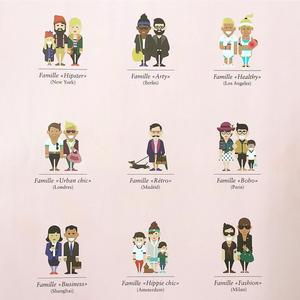 Famille «Hipster»
(New York)
Famille «Arty»
(Berlin)
Famille «Healthy»
(Los Angeles)
Famille «Urban chic»
(Londres)
Famille «Rétro»
(Madrid)
Famille «Bobo»
(Paris)
Famille «Business»
(Shanghai)
Famille «Hippie chic»
(Amsterdam)
Famille «Fashion»
(Milan)